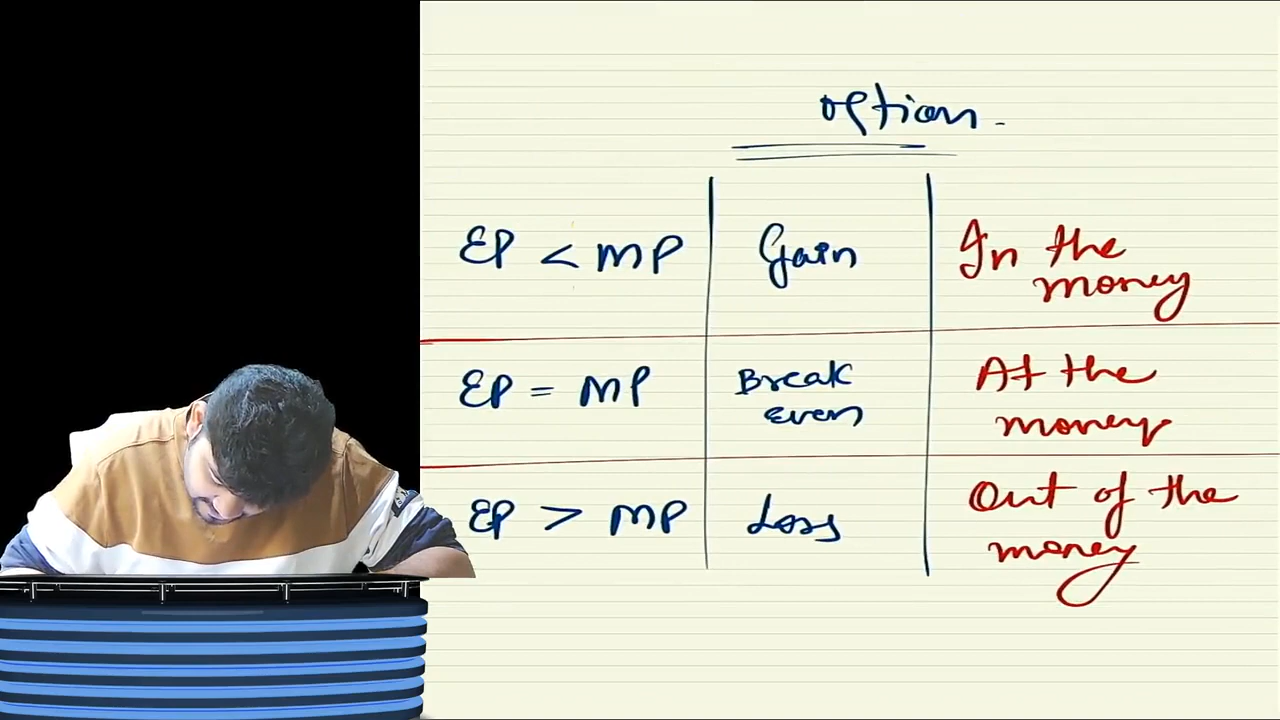 option.
EP < MP
Gain
In the
money
EP = MP
Break
even
At the
money
EP > MP
Loss
Out of the
money